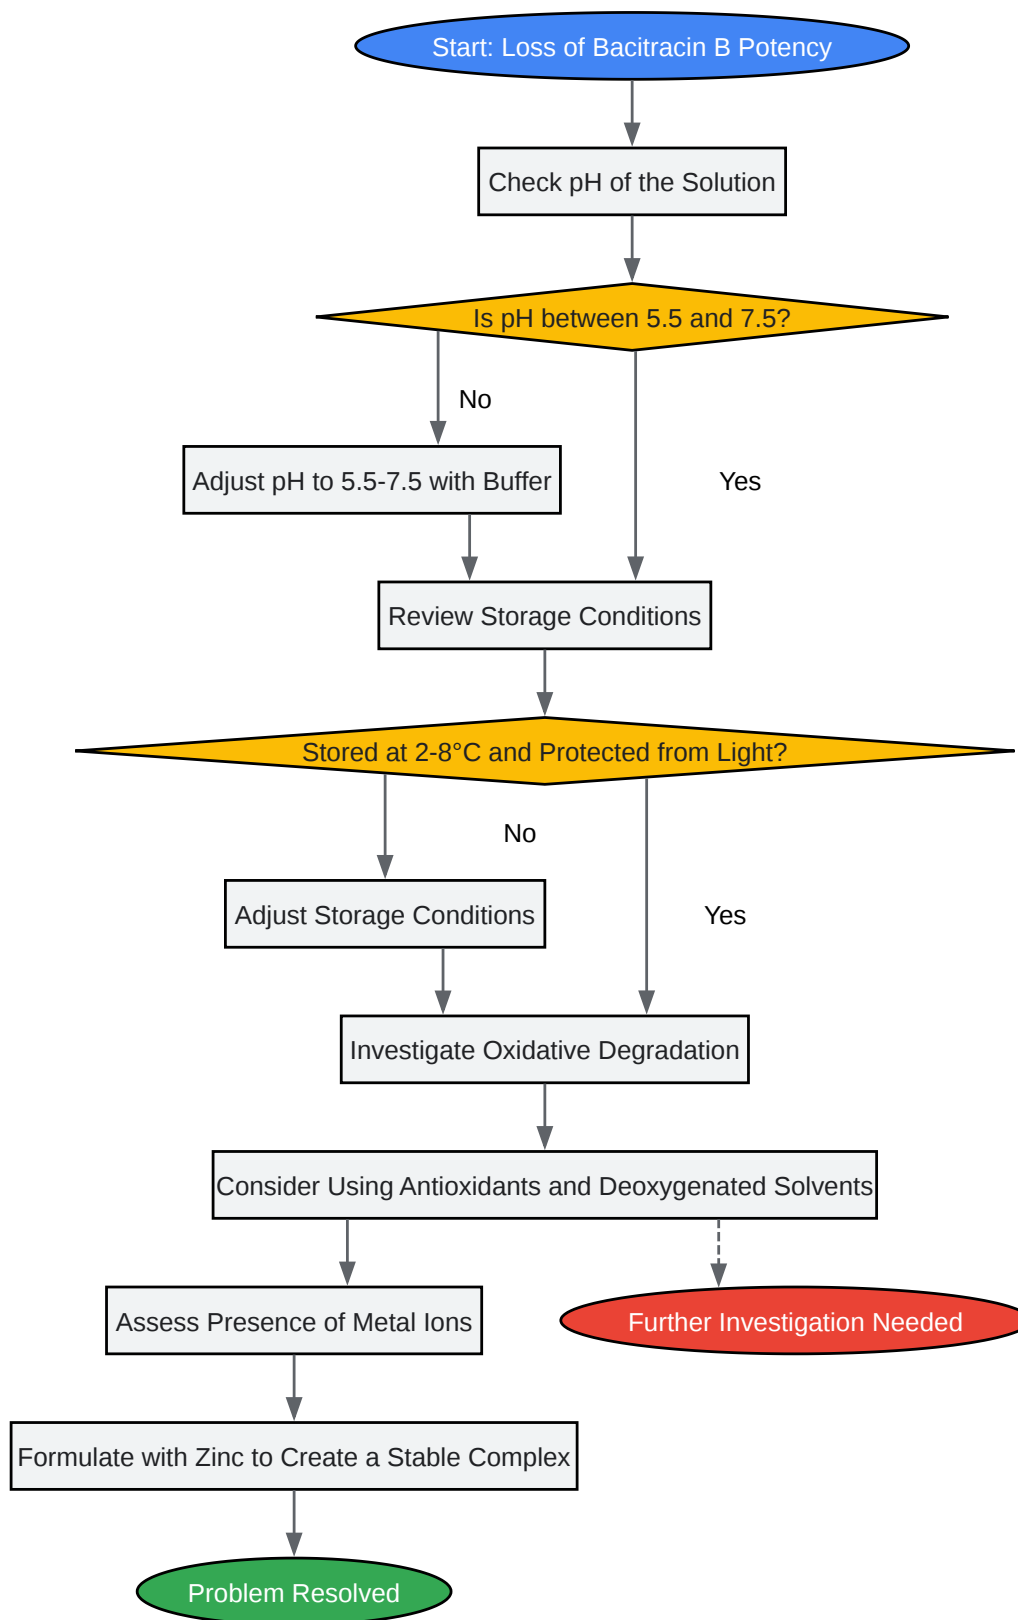 Start: Loss of Bacitracin B Potency
Check pH of the Solution
Is pH between 5.5 and 7.5?
No
Adjust pH to 5.5-7.5 with Buffer
Yes
Review Storage Conditions
Stored at 2-8°C and Protected from Light?
No
Adjust Storage Conditions
Yes
Investigate Oxidative Degradation
Consider Using Antioxidants and Deoxygenated Solvents
Assess Presence of Metal Ions
Further Investigation Needed
Formulate with Zinc to Create a Stable Complex
Problem Resolved